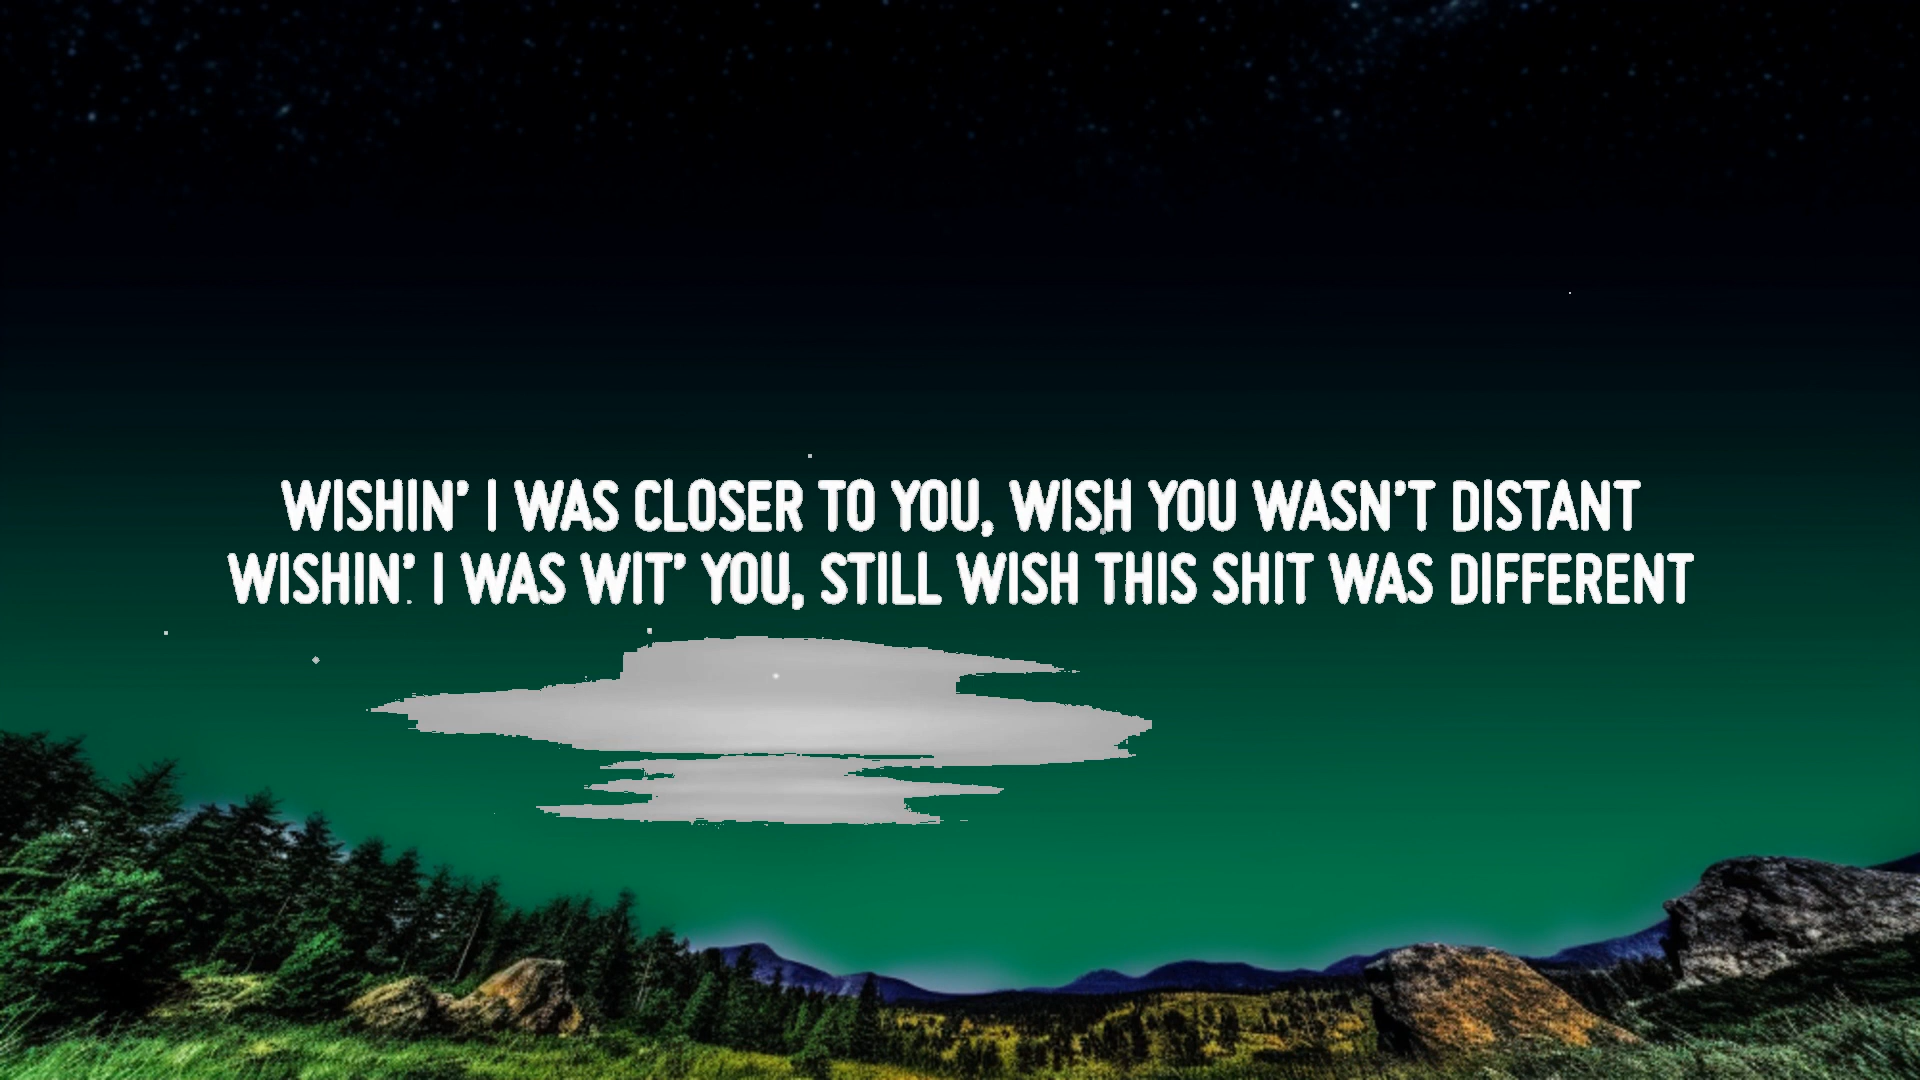 WISHIN' I WAS CLOSER TO YOU, WISH YOU WASN'T DISTANT
WISHIN' I WAS WIT' YOU, STILL WISH THIS SHIT WAS DIFFERENT